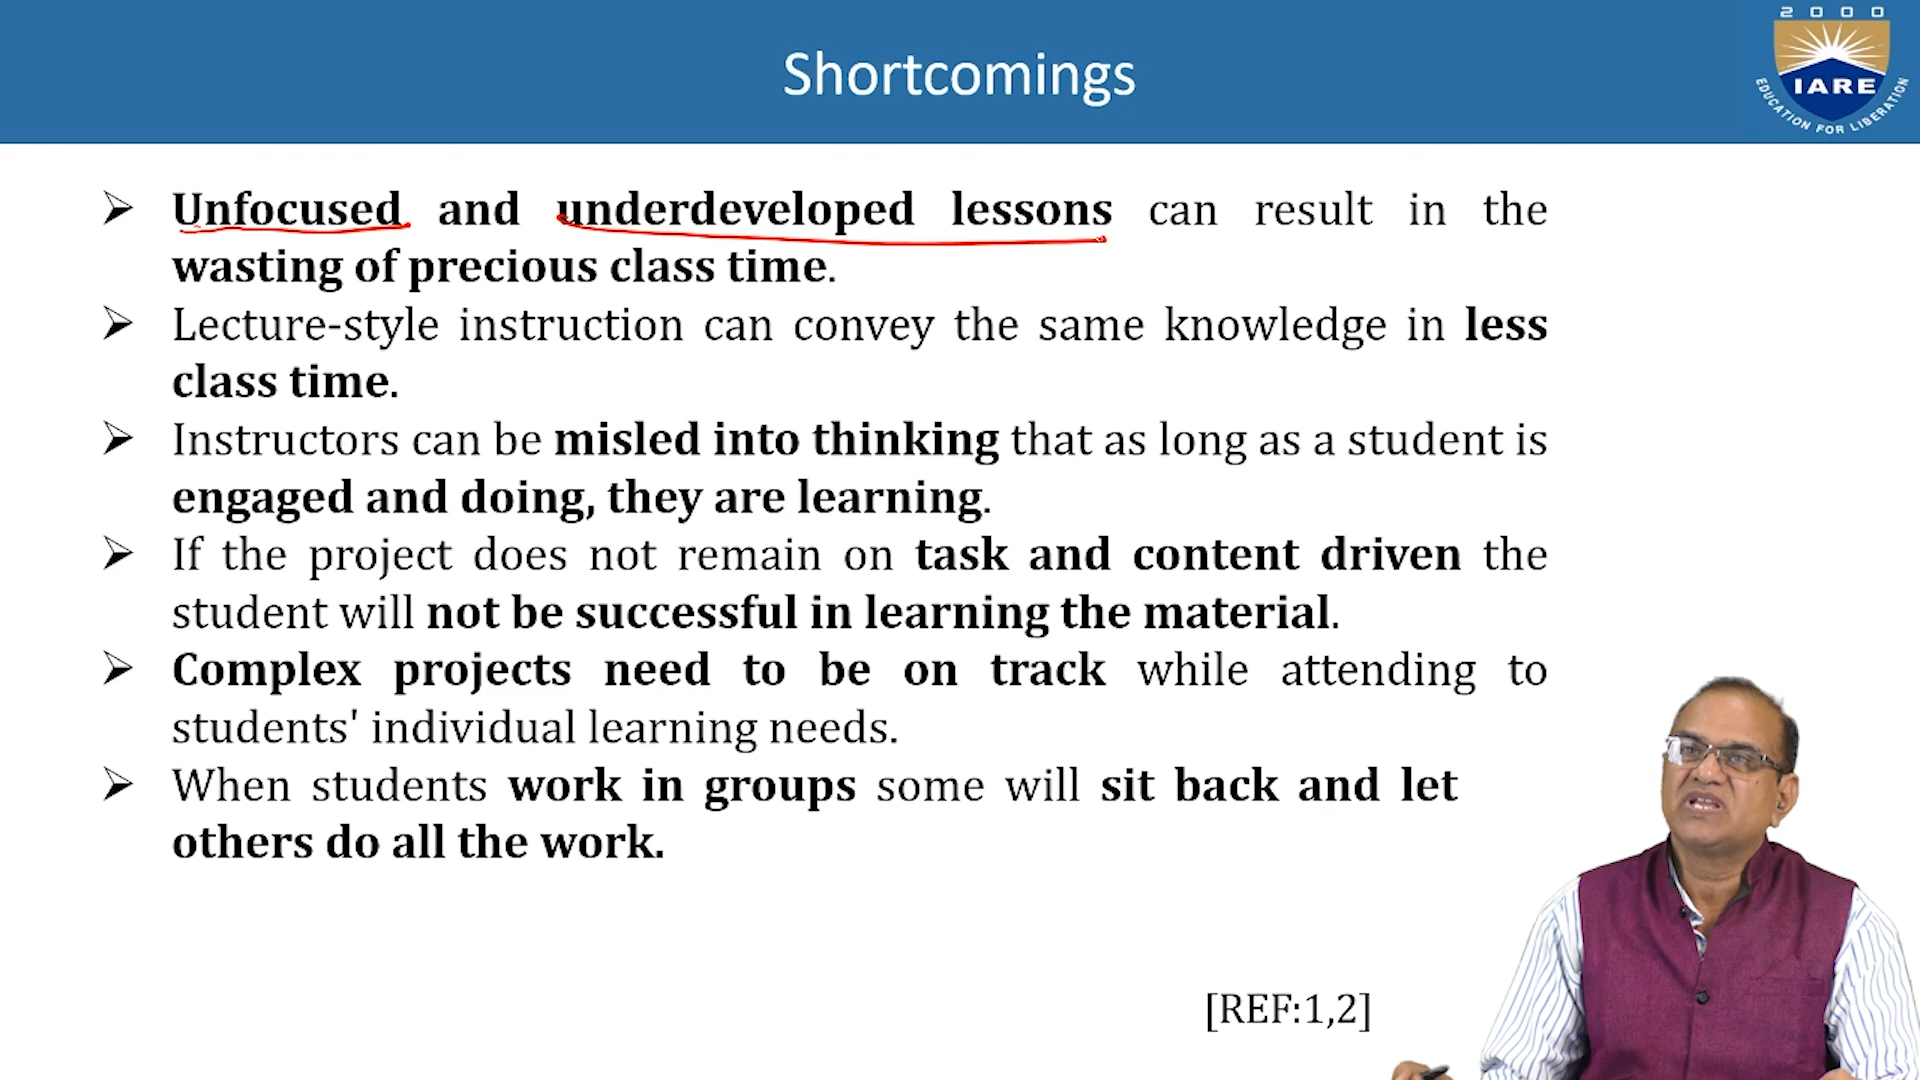 Shortcomings
2000
IARE
EDUCATION FOR LIBERATION
➢ Unfocused and underdeveloped lessons can result in the
wasting of precious class time.
➢ Lecture-style instruction can convey the same knowledge in less
class time.
➢ Instructors can be misled into thinking that as long as a student is
engaged and doing, they are learning.
➢ If the project does not remain on task and content driven the
student will not be successful in learning the material.
➢ Complex projects need to be on track while attending to
students' individual learning needs.
➢ When students work in groups some will sit back and let
others do all the work.
[REF:1,2]